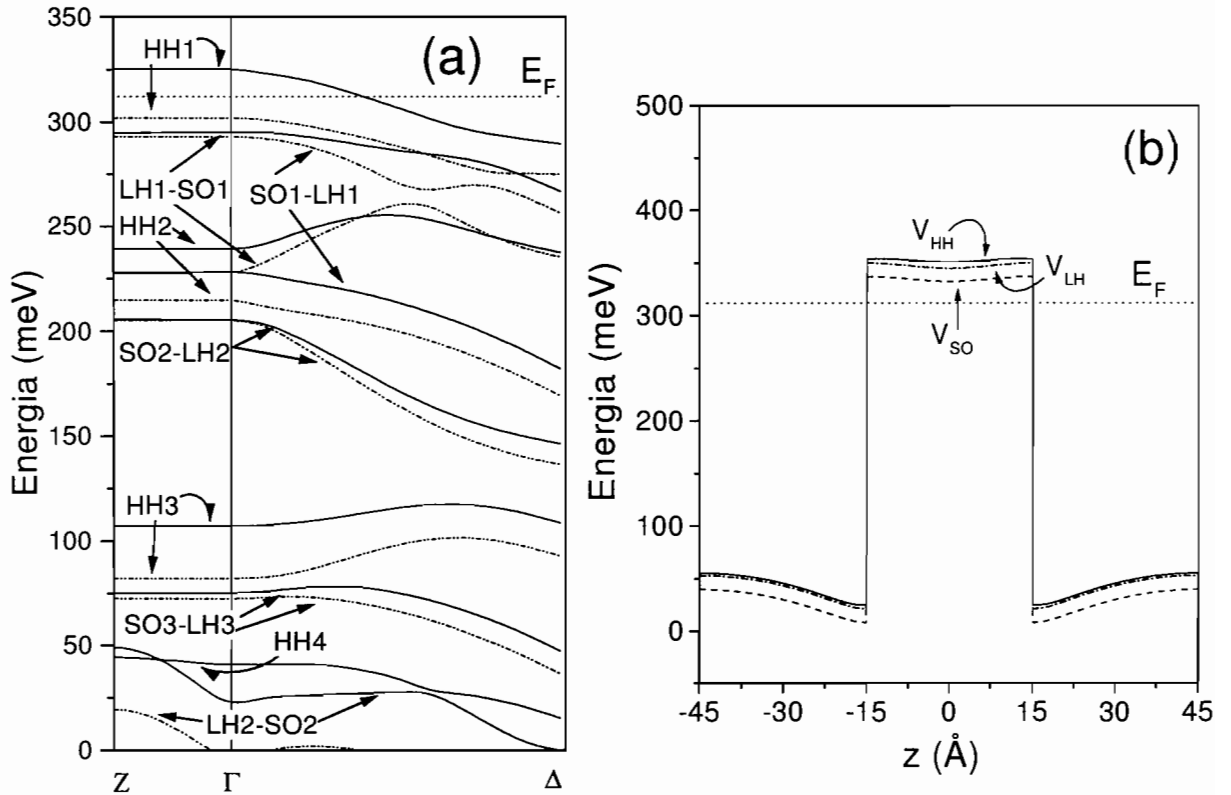 (a)
Energia (meV)
350
300
250
200
150
100
50
0
HH1
E_F
LH1-SO1
SO1-LH1
HH2
SO2-LH2
HH3
SO3-LH3
HH4
LH2-SO2
Z Γ Δ
(b)
Energia (meV)
500
400
300
200
100
0
V_HH
V_LH
E_F
V_SO
-45 -30 -15 0 15 30 45
z (Å)